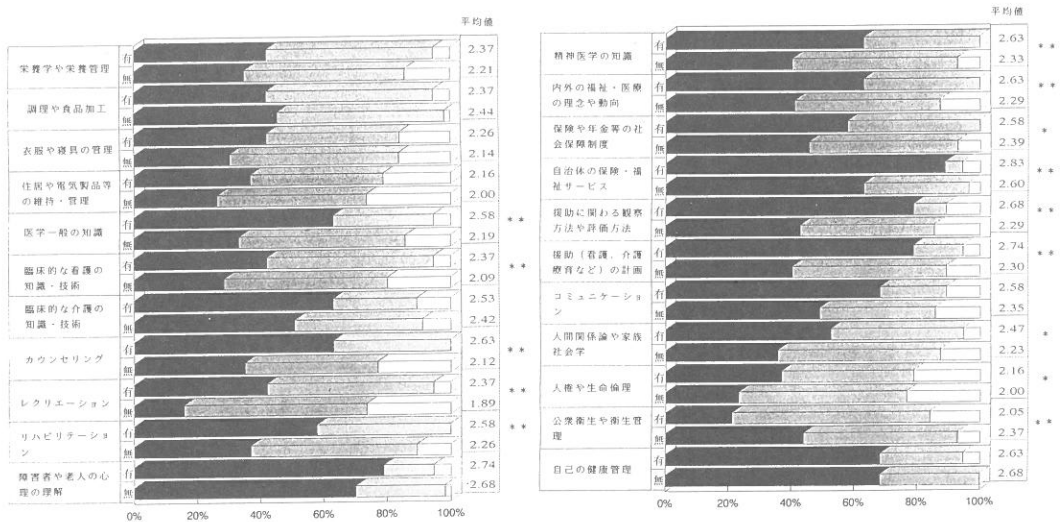 平均値
栄養学や栄養管理
有
2.37
無
2.21
調理や食品加工
有
2.37
無
2.44
衣服や寝具の管理
有
2.26
無
2.14
住居や電気製品等
の維持・管理
有
2.16
無
2.00
医学一般の知識
有
2.58
**
無
2.19
臨床的な看護の
知識・技術
有
2.37
**
無
2.09
臨床的な介護の
知識・技術
有
2.53
無
2.42
カウンセリング
有
2.63
**
無
2.12
レクリエーション
有
2.37
**
無
1.89
リハビリテーショ
ン
有
2.58
**
無
2.26
障害者や老人の心
理の理解
有
2.74
無
2.68
0% 20% 40% 60% 80% 100%
平均値
精神医学の知識
有
2.63
**
無
2.33
内外の福祉・医療
の理念や動向
有
2.63
**
無
2.29
保険や年金等の社
会保障制度
有
2.58
*
無
2.39
自治体の保険・福
祉サービス
有
2.83
**
無
2.60
援助に関わる観察
方法や評価方法
有
2.68
**
無
2.29
援助(看護、介護
療育など)の計画
有
2.74
**
無
2.30
コミュニケーショ
ン
有
2.58
無
2.35
人間関係論や家族
社会学
有
2.47
*
無
2.23
人権や生命倫理
有
2.16
*
無
2.00
公衆衛生や衛生管
理
有
2.05
**
無
2.37
自己の健康管理
有
2.63
無
2.68
0% 20% 40% 60% 80% 100%